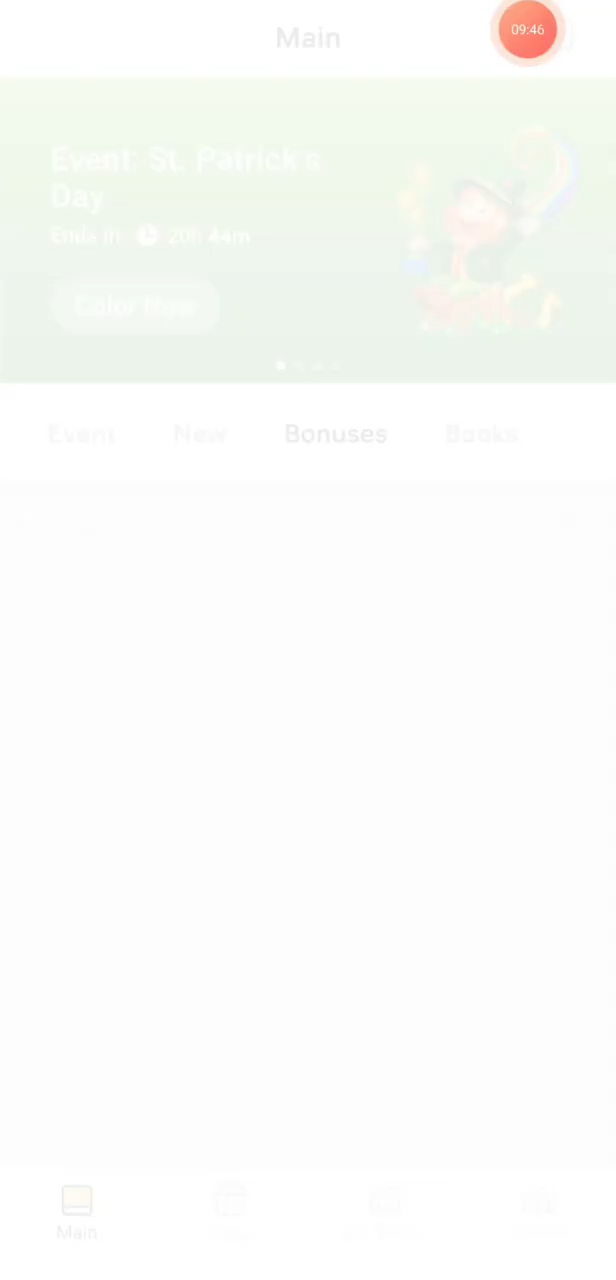 Main
09:46
Event: St. Patrick's
Day
Ends in 20h 44m
Color Now
Event New Bonuses Books
Main